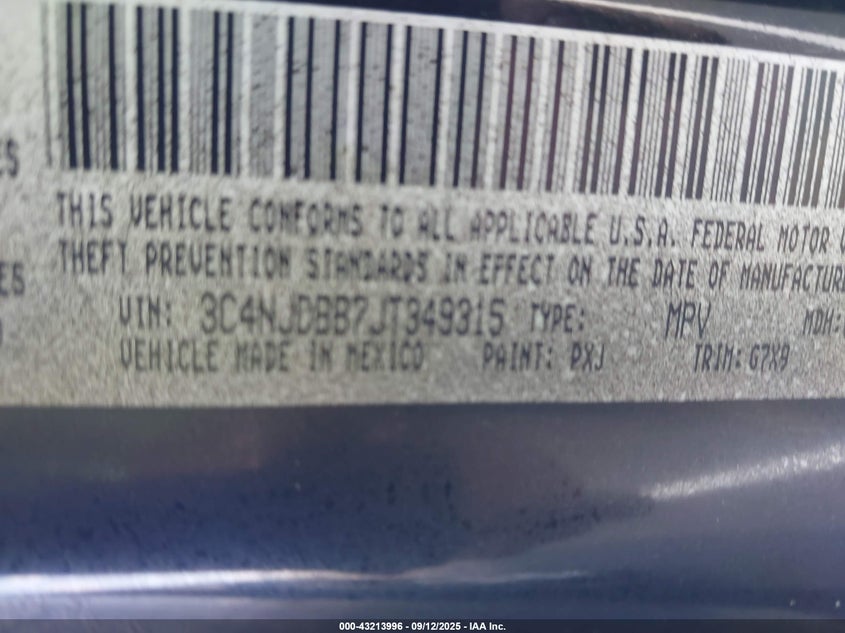 THIS VEHICLE CONFORMS TO ALL APPLICABLE U.S.A. FEDERAL MOTOR
THEFT PREVENTION STANDARDS IN EFFECT ON THE DATE OF MANUFACTURE
VIN: 3C4NJDBB7JT349315 TYPE: MPV MDH:
VEHICLE MADE IN MEXICO PAINT: PXJ TRIM: G7X9
000-43213996 - 09/12/2025 - IAA Inc.